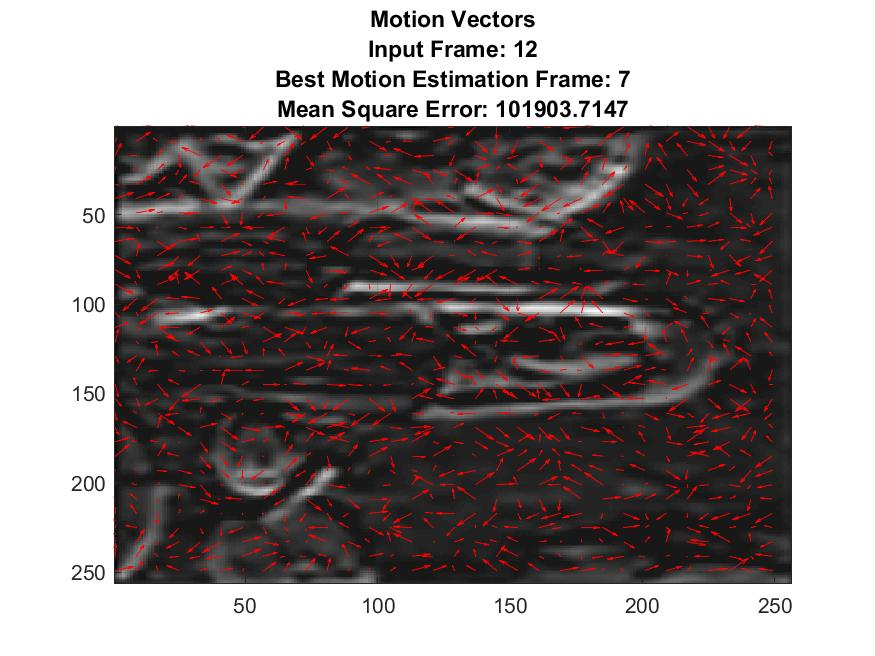 Motion Vectors
Input Frame: 12
Best Motion Estimation Frame: 7
Mean Square Error: 101903.7147
50
100
150
200
250
50 100 150 200 250